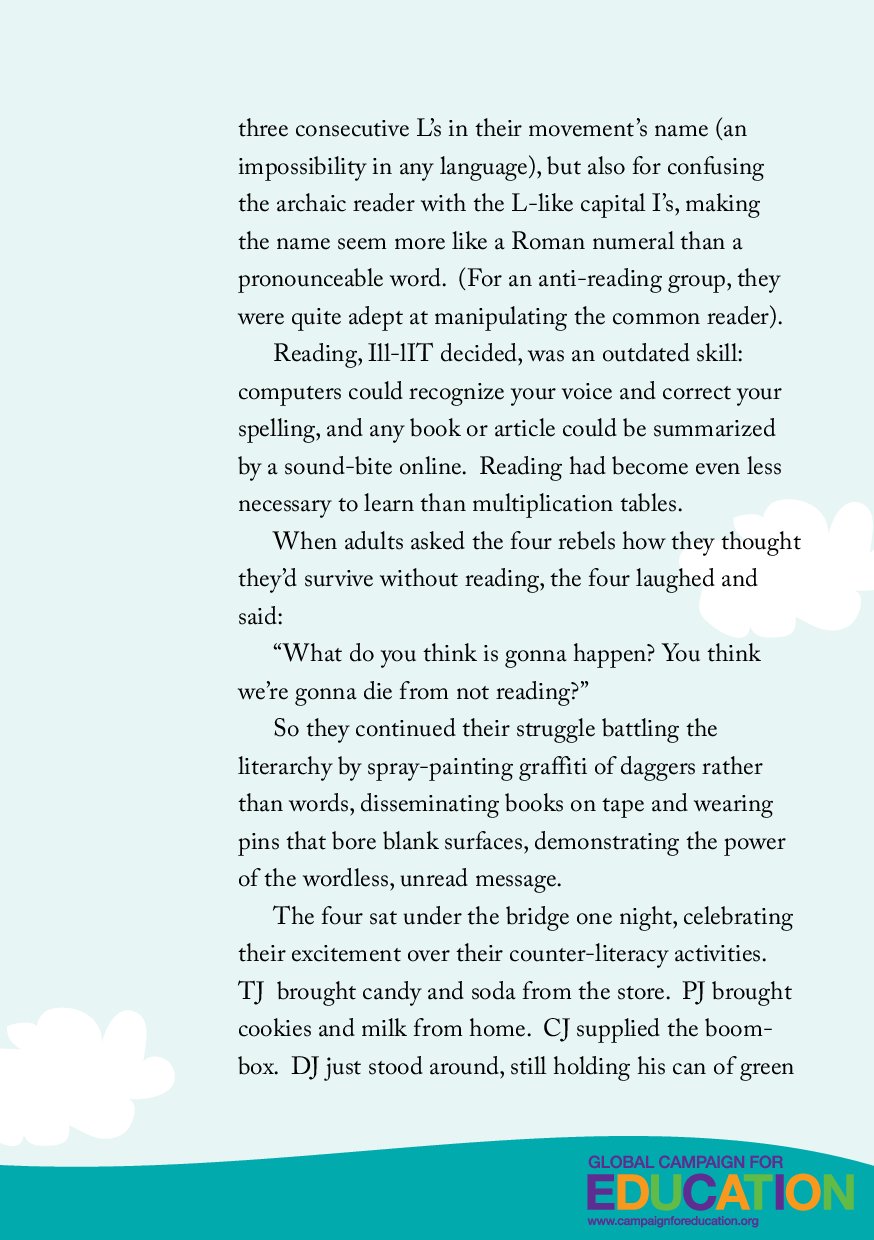 three consecutive L’s in their movement’s name (an
impossibility in any language), but also for confusing
the archaic reader with the L-like capital I’s, making
the name seem more like a Roman numeral than a
pronounceable word.  (For an anti-reading group, they
were quite adept at manipulating the common reader).
Reading, Ill-lIT decided, was an outdated skill:
computers could recognize your voice and correct your
spelling, and any book or article could be summarized
by a sound-bite online.  Reading had become even less
necessary to learn than multiplication tables.
When adults asked the four rebels how they thought
they’d survive without reading, the four laughed and
said:
“What do you think is gonna happen? You think
we’re gonna die from not reading?”
So they continued their struggle battling the
literarchy by spray-painting graffiti of daggers rather
than words, disseminating books on tape and wearing
pins that bore blank surfaces, demonstrating the power
of the wordless, unread message.
The four sat under the bridge one night, celebrating
their excitement over their counter-literacy activities.
TJ  brought candy and soda from the store.  PJ brought
cookies and milk from home.  CJ supplied the boom-
box.  DJ just stood around, still holding his can of green
GLOBAL CAMPAIGN FOR
EDUCATION
www.campaignforeducation.org